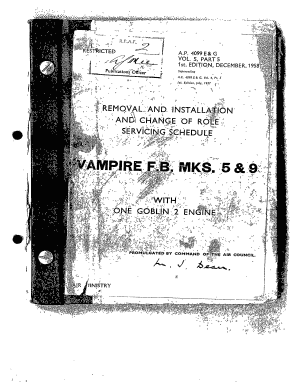 RESTRICTED
2
Publications Officer
A.P. 4099 E & G
VOL. 5, PART 5
1st. EDITION, DECEMBER, 1958
REMOVAL AND INSTALLATION
AND CHANGE OF ROLE
SERVICING SCHEDULE
VAMPIRE F.B. MKS. 5 & 9
WITH
ONE GOBLIN 2 ENGINE
PROMULGATED BY COMMAND OF THE AIR COUNCIL
AIR MINISTRY